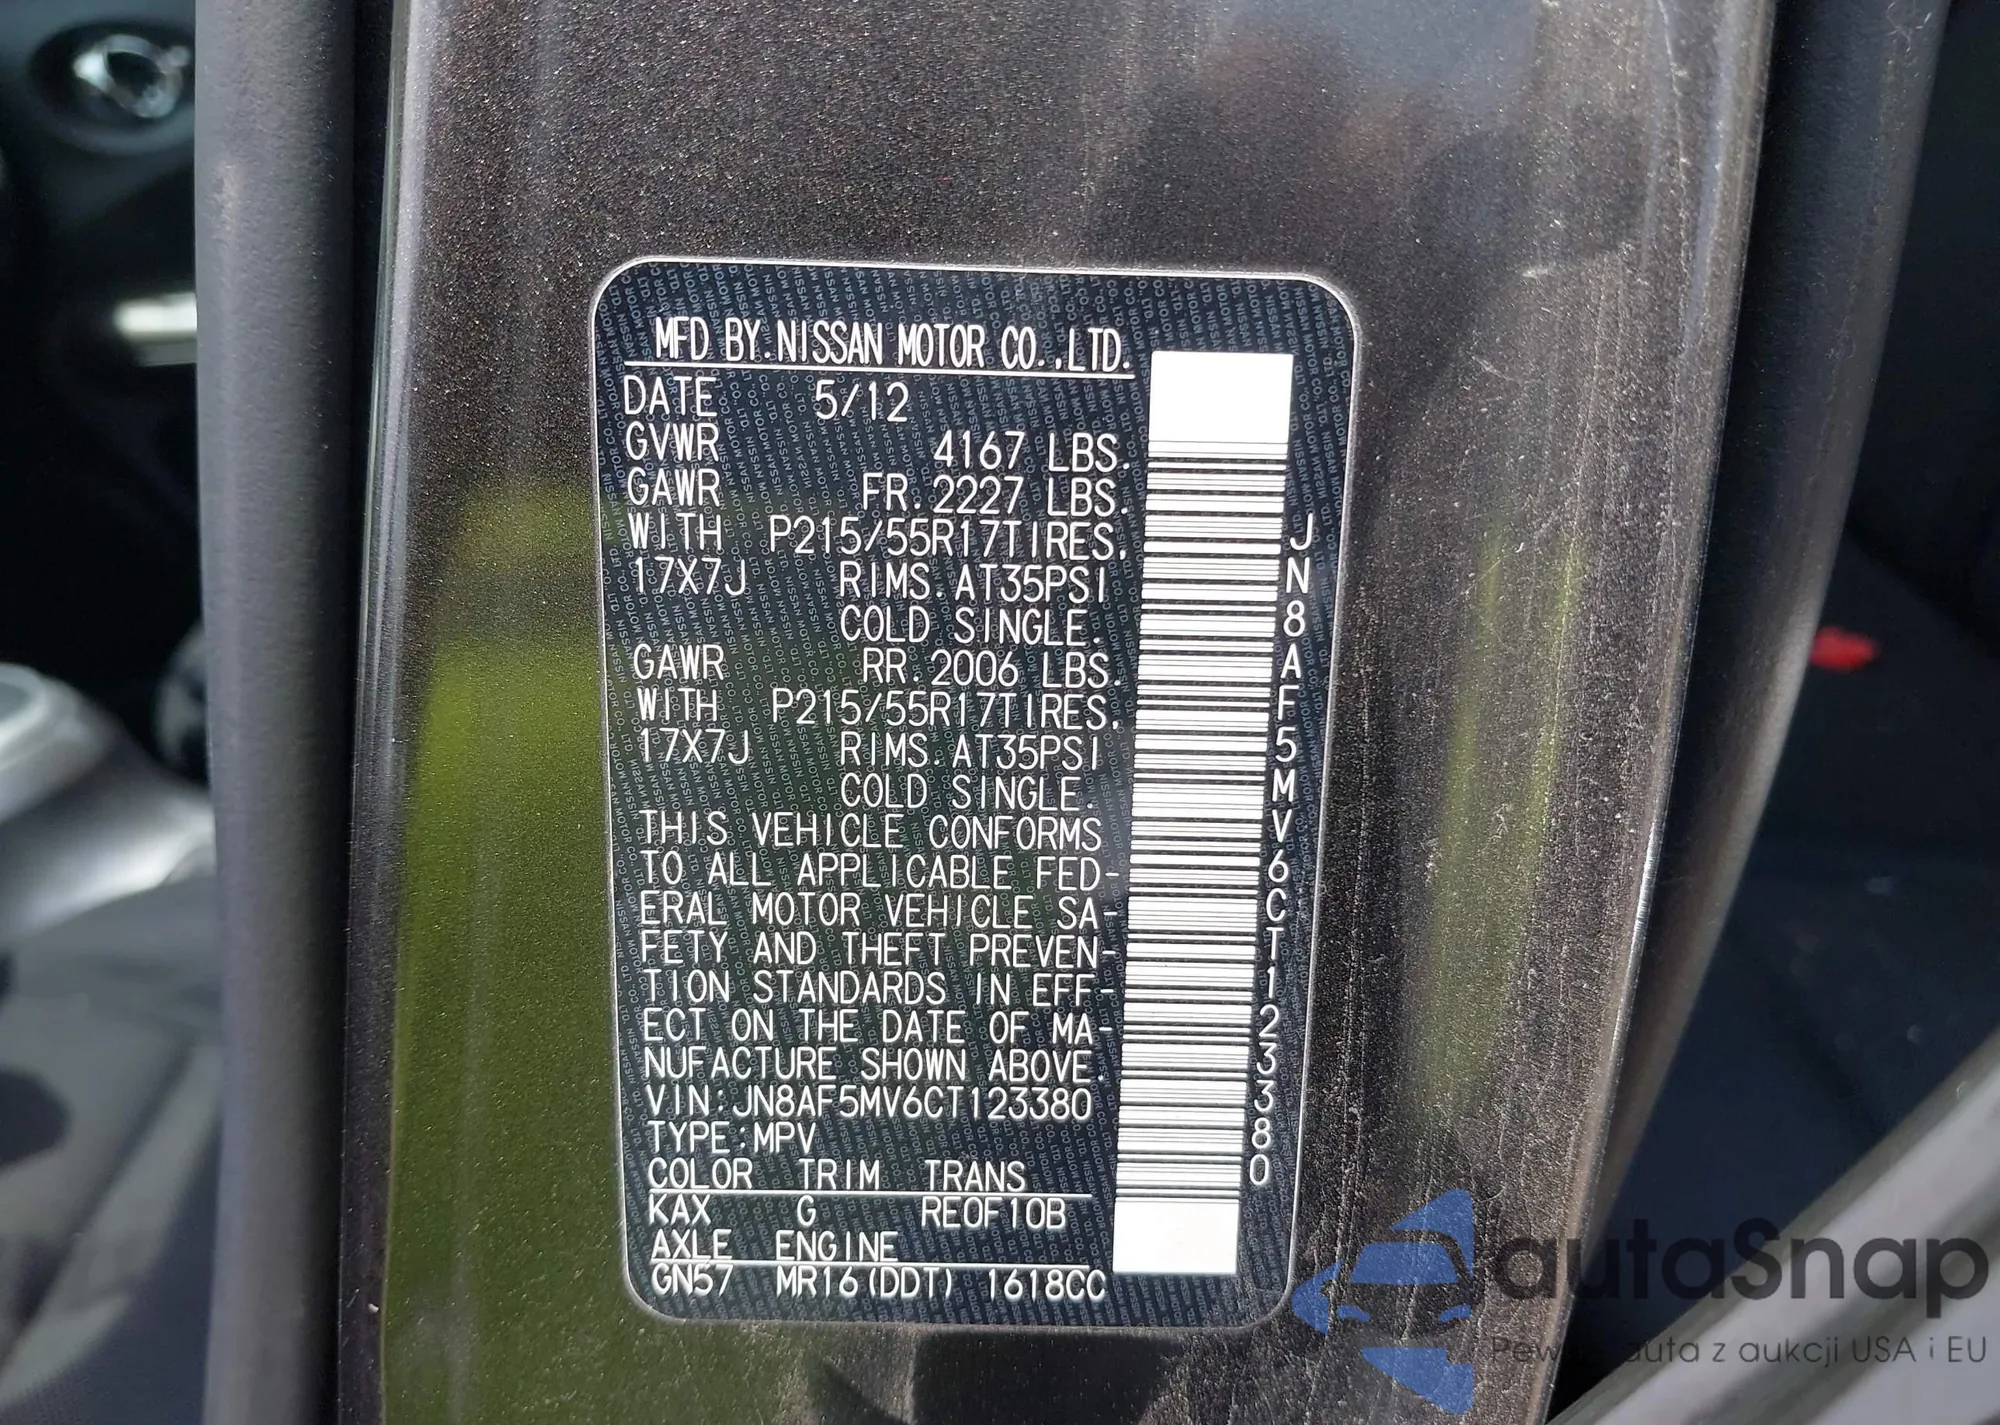 MFD BY.NISSAN MOTOR CO.,LTD.
DATE 5/12
GVWR 4167 LBS.
GAWR FR.2227 LBS.
WITH P215/55R17TIRES.
17X7J RIMS.AT35PSI
COLD SINGLE.
GAWR RR.2006 LBS.
WITH P215/55R17TIRES.
17X7J RIMS.AT35PSI
COLD SINGLE.
THIS VEHICLE CONFORMS
TO ALL APPLICABLE FED-
ERAL MOTOR VEHICLE SA-
FETY AND THEFT PREVEN-
TION STANDARDS IN EFF-
ECT ON THE DATE OF MA-
NUFACTURE SHOWN ABOVE.
VIN:JN8AF5MV6CT123380
TYPE:MPV
COLOR TRIM TRANS
KAX G RE0F10B
AXLE ENGINE
GN57 MR16(DDT) 1618CC
JN8AF5MV6CT123380
autaSnap
auta z aukcji USA i EU